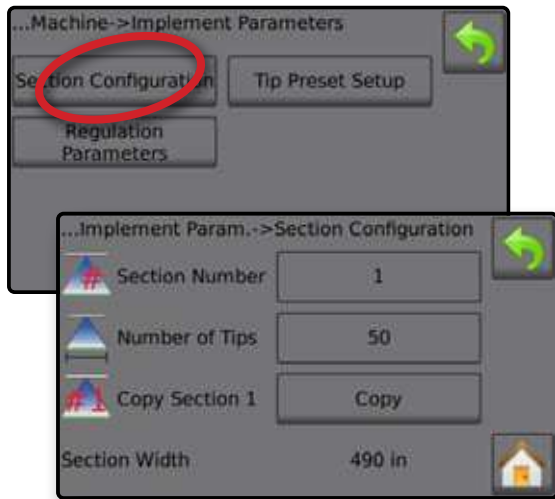 ...Machine->Implement Parameters
Section Configuration
Tip Preset Setup
Regulation
Parameters
...Implement Param.->Section Configuration
# Section Number 1
Number of Tips 50
#1 Copy Section 1 Copy
Section Width 490 in